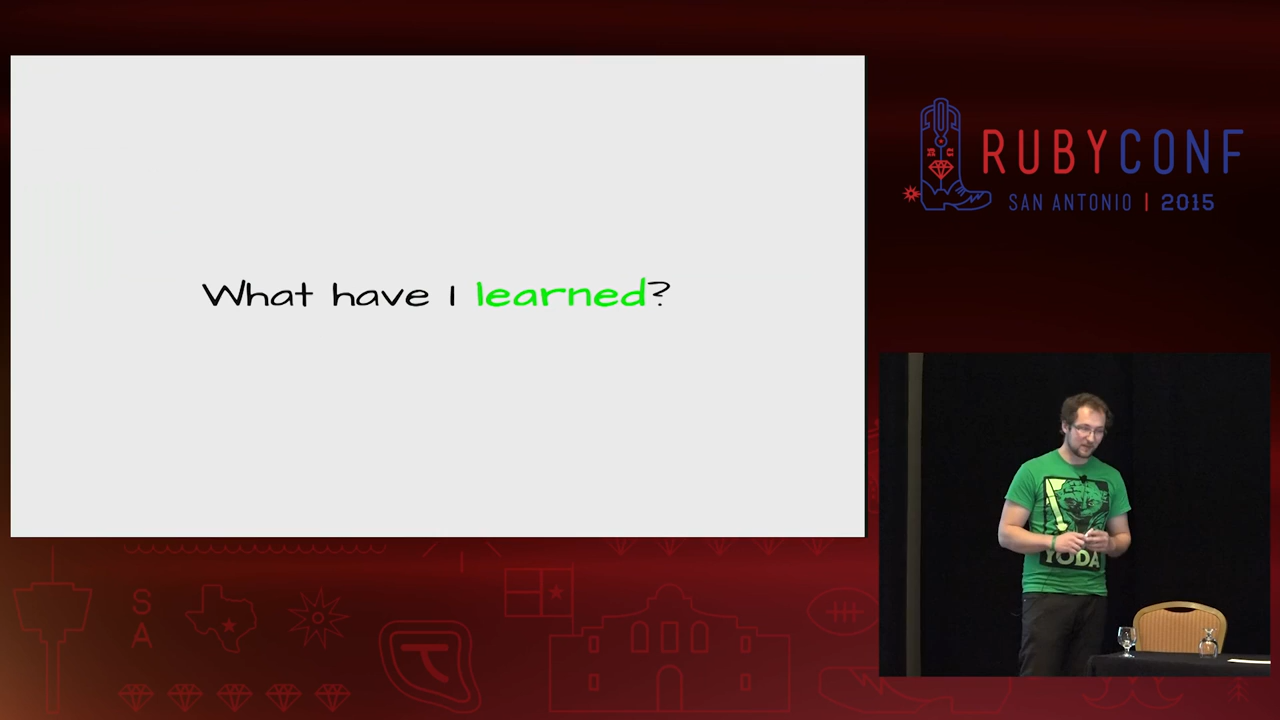 What have I learned?
RUBYCONF
SAN ANTONIO | 2015
YODA
S
A